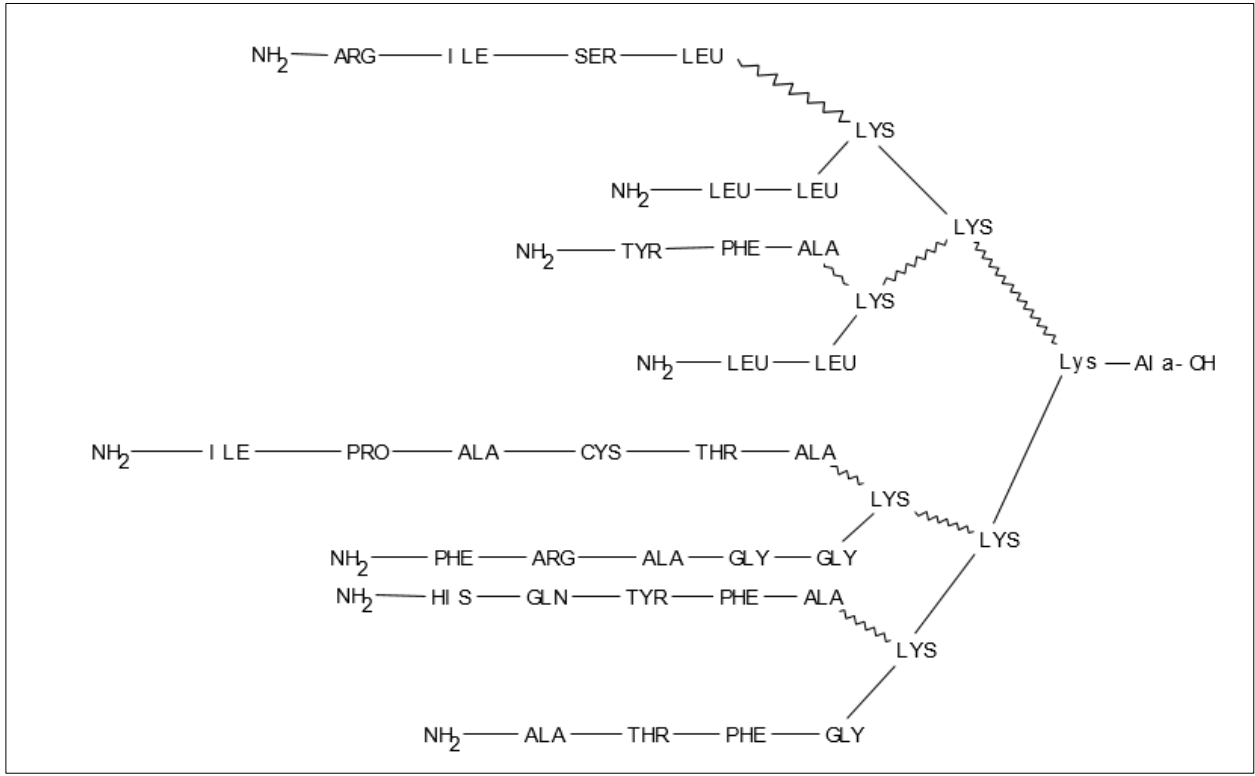 NH2 ARG ILE SER LEU
LYS
NH2 LEU LEU
LYS
NH2 TYR PHE ALA
LYS
NH2 LEU LEU
Lys Ala-OH
NH2 ILE PRO ALA CYS THR ALA
LYS
LYS
NH2 PHE ARG ALA GLY GLY
NH2 HIS GLN TYR PHE ALA
LYS
NH2 ALA THR PHE GLY